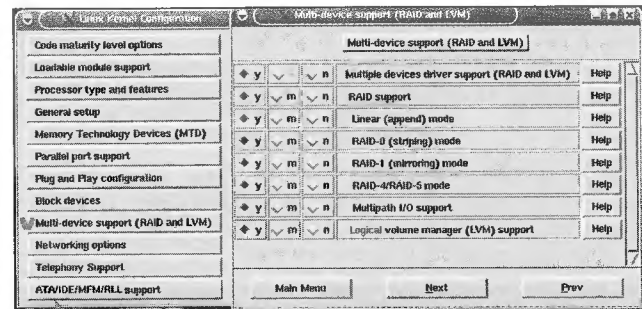 Linux Kernel Configuration
Code maturity level options
Loadable module support
Processor type and features
General setup
Memory Technology Devices (MTD)
Parallel port support
Plug and Play configuration
Block devices
Multi-device support (RAID and LVM)
Networking options
Telephony Support
ATA/IDE/MFM/RLL support
Multi-device support (RAID and LVM)
Multi-device support (RAID and LVM)
y - n Multiple devices driver support (RAID and LVM) Help
y m n RAID support Help
y m n Linear (append) mode Help
y m n RAID-0 (striping) mode Help
y m n RAID-1 (mirroring) mode Help
y m n RAID-4/RAID-5 mode Help
y m n Multipath I/O support Help
y m n Logical volume manager (LVM) support Help
Main Menu Next Prev